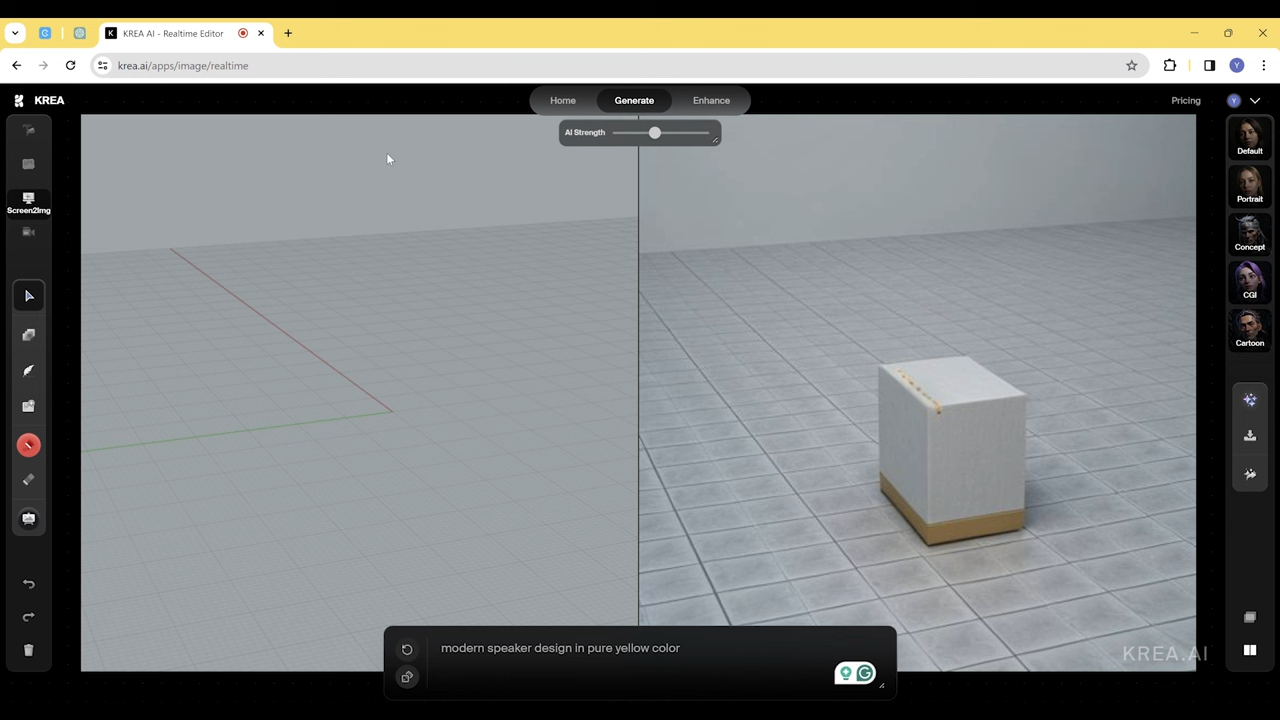 KREA AI - Realtime Editor
krea.ai/apps/image/realtime
Y
KREA
Home
Generate
Enhance
Pricing
Y
AI Strength
Screen2Img
Default
Portrait
Concept
CGI
Cartoon
modern speaker design in pure yellow color
KREA.AI